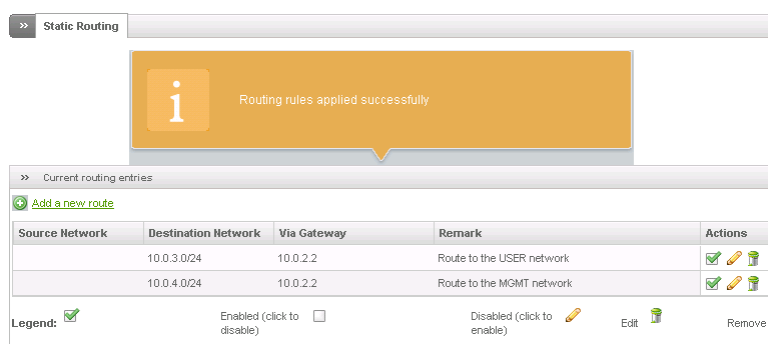 » Static Routing
i
Routing rules applied successfully
» Current routing entries
Add a new route
Source Network Destination Network Via Gateway Remark Actions
10.0.3.0/24 10.0.2.2 Route to the USER network
10.0.4.0/24 10.0.2.2 Route to the MGMT network
Legend: Enabled (click to disable) Disabled (click to enable) Edit Remove